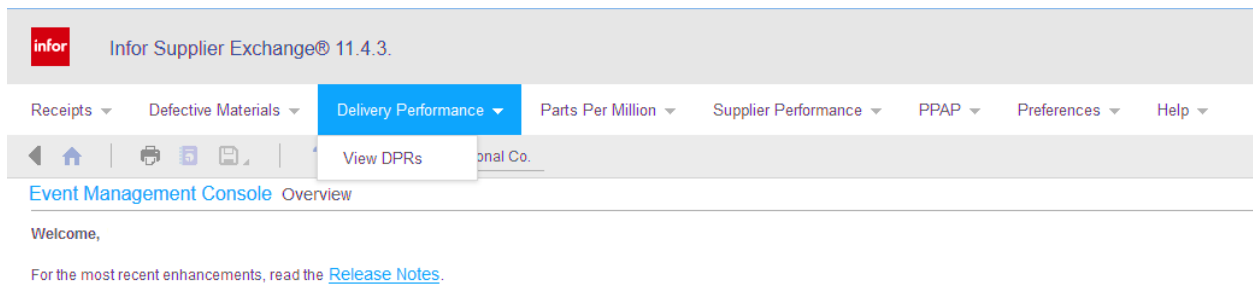 infor Infor Supplier Exchange® 11.4.3.
Receipts Defective Materials Delivery Performance Parts Per Million Supplier Performance PPAP Preferences Help
View DPRs Co.
Event Management Console Overview
Welcome,
For the most recent enhancements, read the Release Notes.